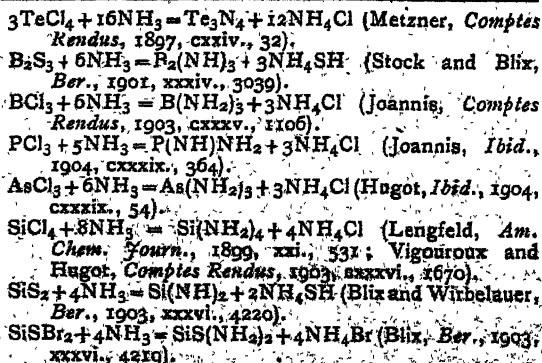 3TeCl4+16NH3=Te3N4+12NH4Cl (Metzner, Comptes
Rendus, 1897, cxxiv., 32).
B2S3+6NH3=B2(NH)3+3NH4SH (Stock and Blix,
Ber., 1901, xxxiv., 3039).
BCl3+6NH3=B(NH2)3+3NH4Cl (Joannis, Comptes
Rendus, 1903, cxxxv., 1106).
PCl3+5NH3=P(NH)NH2+3NH4Cl (Joannis, Ibid.,
1904, cxxxix., 364).
AsCl3+6NH3=As(NH2)3+3NH4Cl (Hugot, Ibid., 1904,
cxxxix., 54).
SiCl4+8NH3 = Si(NH2)4+4NH4Cl (Lengfeld, Am.
Chem. Journ., 1899, xxi., 531; Vigouroux and
Hugot, Comptes Rendus, 1903, cxxxvi., 1670).
SiS2+4NH3=Si(NH)2+2NH4SH (Blix and Wirbelauer,
Ber., 1903, xxxvi., 4220).
SiSBr2+4NH3=SiS(NH2)2+4NH4Br (Blix, Ber., 1903,
xxxvi., 4219).